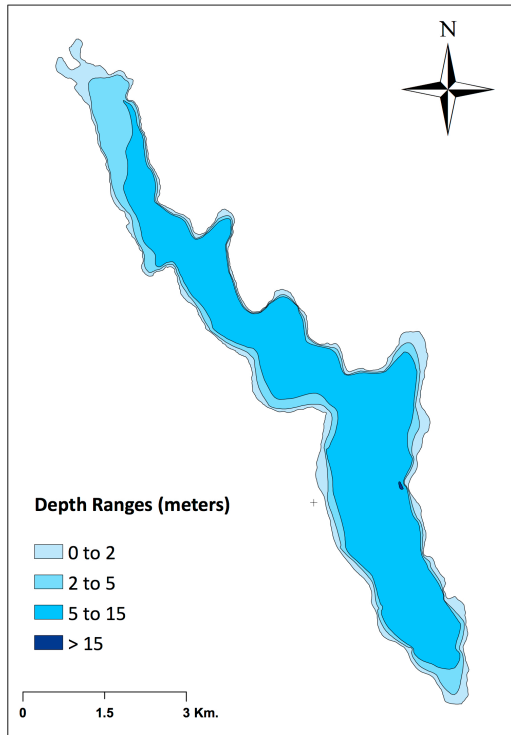 N
Depth Ranges (meters)
0 to 2
2 to 5
5 to 15
> 15
0 1.5 3 Km.